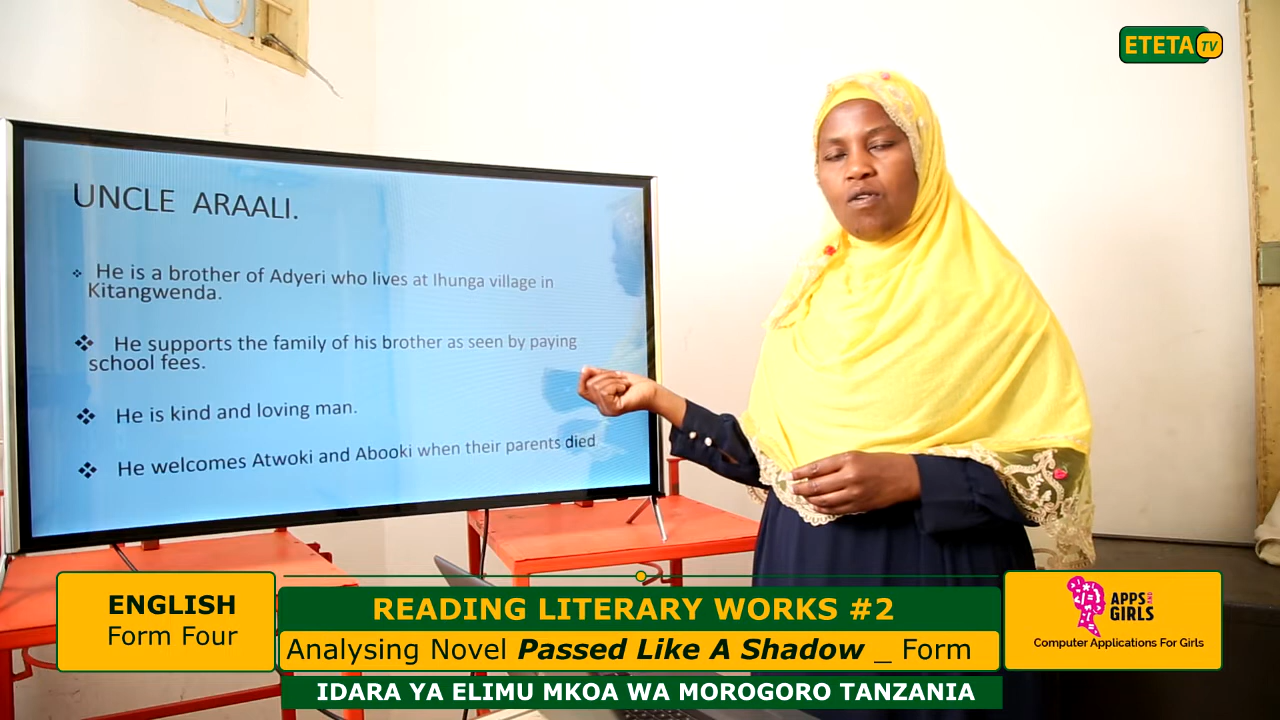 ETETA TV
UNCLE ARAALI.
He is a brother of Adyeri who lives at Ihunga village in
Kitangwenda.
He supports the family of his brother as seen by paying
school fees.
He is kind and loving man.
He welcomes Atwoki and Abooki when their parents died
ENGLISH
Form Four
READING LITERARY WORKS #2
Analysing Novel Passed Like A Shadow _ Form
APPS AND
GIRLS
Computer Applications For Girls
IDARA YA ELIMU MKOA WA MOROGORO TANZANIA